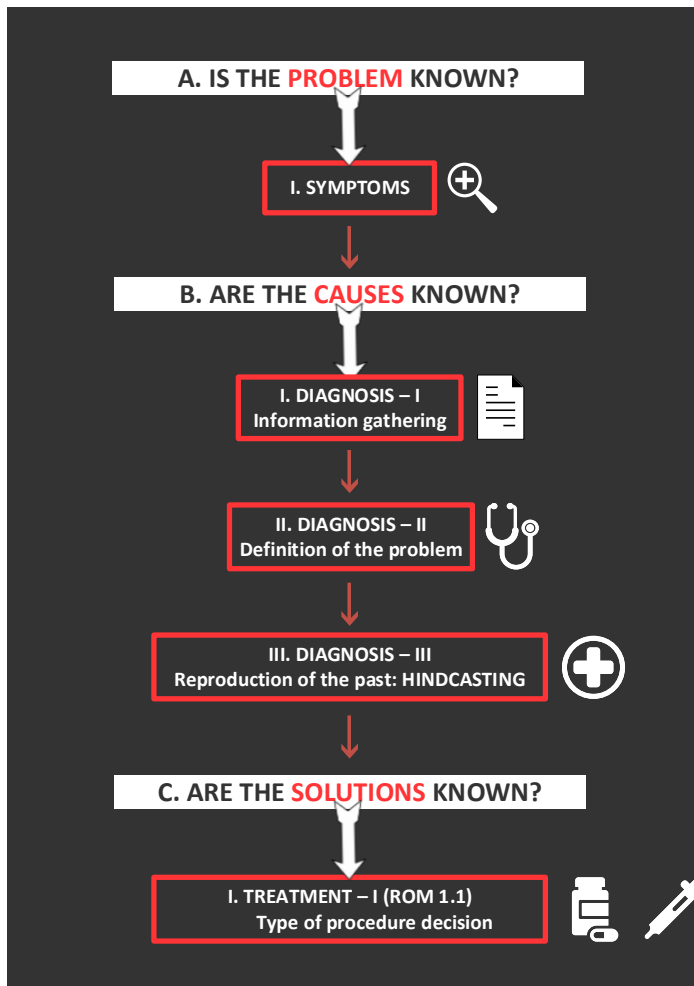 A. IS THE PROBLEM KNOWN?
I. SYMPTOMS
B. ARE THE CAUSES KNOWN?
I. DIAGNOSIS – I
Information gathering
II. DIAGNOSIS – II
Definition of the problem
III. DIAGNOSIS – III
Reproduction of the past: HINDCASTING
C. ARE THE SOLUTIONS KNOWN?
I. TREATMENT – I (ROM 1.1)
Type of procedure decision